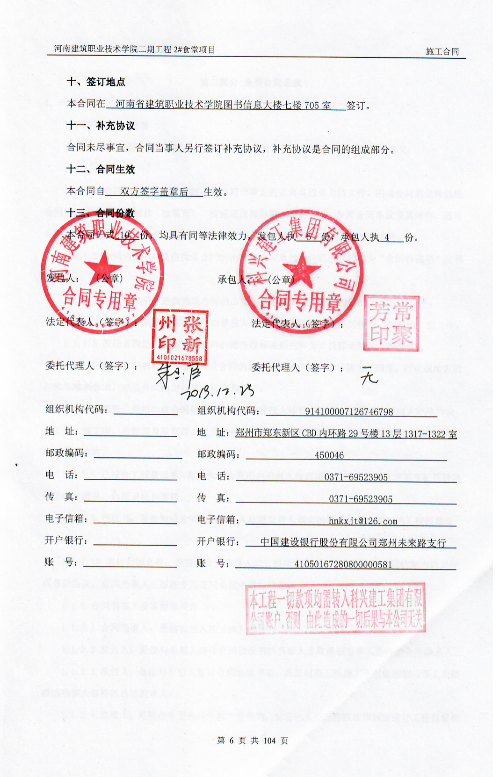 河南建筑职业技术学院二期工程2#食堂项目 施工合同
十、签订地点
本合同在 河南省建筑职业技术学院图书信息大楼七楼 705 室 签订。
十一、补充协议
合同未尽事宜，合同当事人另行签订补充协议，补充协议是合同的组成部分。
十二、合同生效
本合同自 双方签字盖章后 生效。
十三、合同份数
本合同一式 10 份，均具有同等法律效力，发包人执 6 份，承包人执 4 份。
河南建筑职业技术学院
合同专用章
科兴建工集团有限公司
合同专用章
发包人： （公章） 承包人： （公章）
法定代表人（签字）： 法定代表人（签字）：
张新州印
4101021675558
常聚芳印
委托代理人（签字）： 委托代理人（签字）： 无
2013.12.25
组织机构代码： 组织机构代码： 914100007126746798
地 址： 地 址：郑州市郑东新区 CBD 内环路 29 号楼 13 层 1317-1322 室
邮政编码： 邮政编码： 450046
电 话： 电 话： 0371-69523905
传 真： 传 真： 0371-69523905
电子信箱： 电子信箱： hnkxjt@126.com
开户银行： 开户银行： 中国建设银行股份有限公司郑州未来路支行
账 号： 账 号： 41050167280800000581
本工程一切款项均需转入科兴建工集团有限
公司账户,否则 由此造成的一切后果与本公司无关
第 6 页 共 104 页